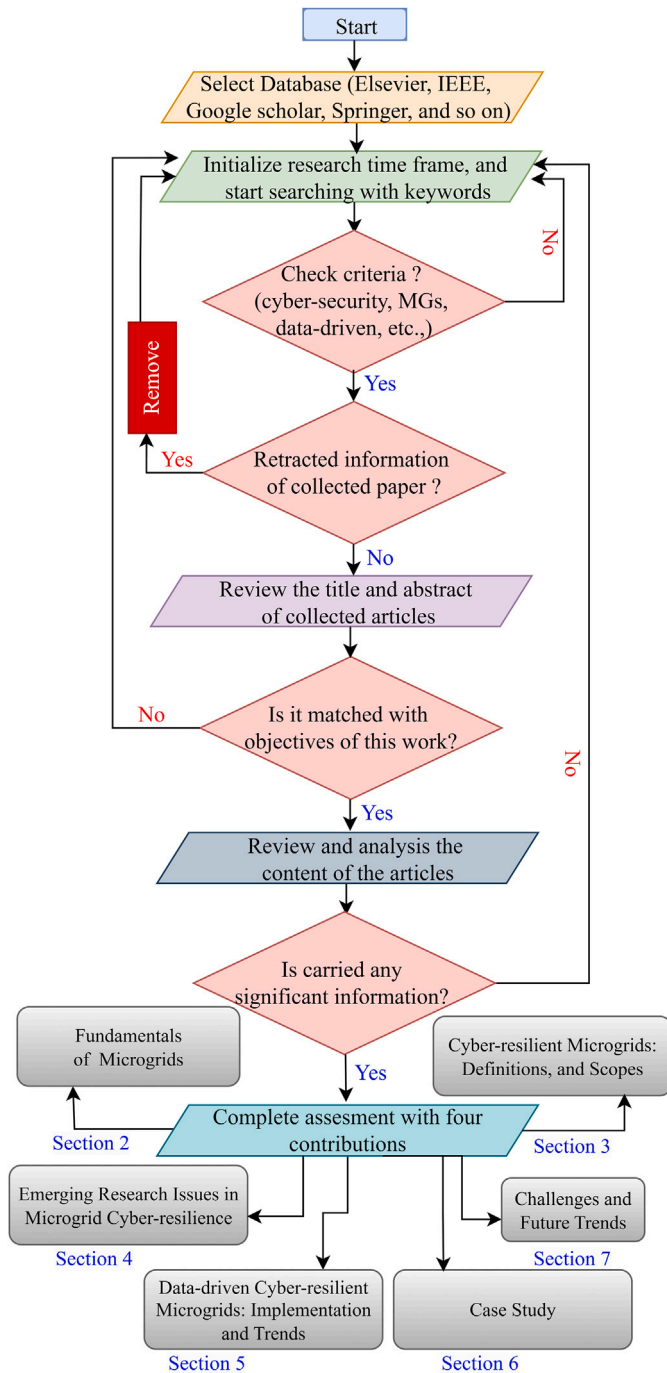 Start
Select Database (Elsevier, IEEE,
Google scholar, Springer, and so on)
Initialize research time frame, and
start searching with keywords
No
Check criteria ?
(cyber-security, MGs,
data-driven, etc.,)
Yes
Remove
Yes
Retracted information
of collected paper ?
No
Review the title and abstract
of collected articles
No
Is it matched with
objectives of this work?
No
Yes
Review and analysis the
content of the articles
Is carried any
significant information?
Yes
Fundamentals
of Microgrids
Cyber-resilient Microgrids:
Definitions, and Scopes
Complete assesment with four
contributions
Section 2
Section 3
Emerging Research Issues in
Microgrid Cyber-resilience
Challenges and
Future Trends
Section 4
Section 7
Data-driven Cyber-resilient
Microgrids: Implementation
and Trends
Case Study
Section 5
Section 6